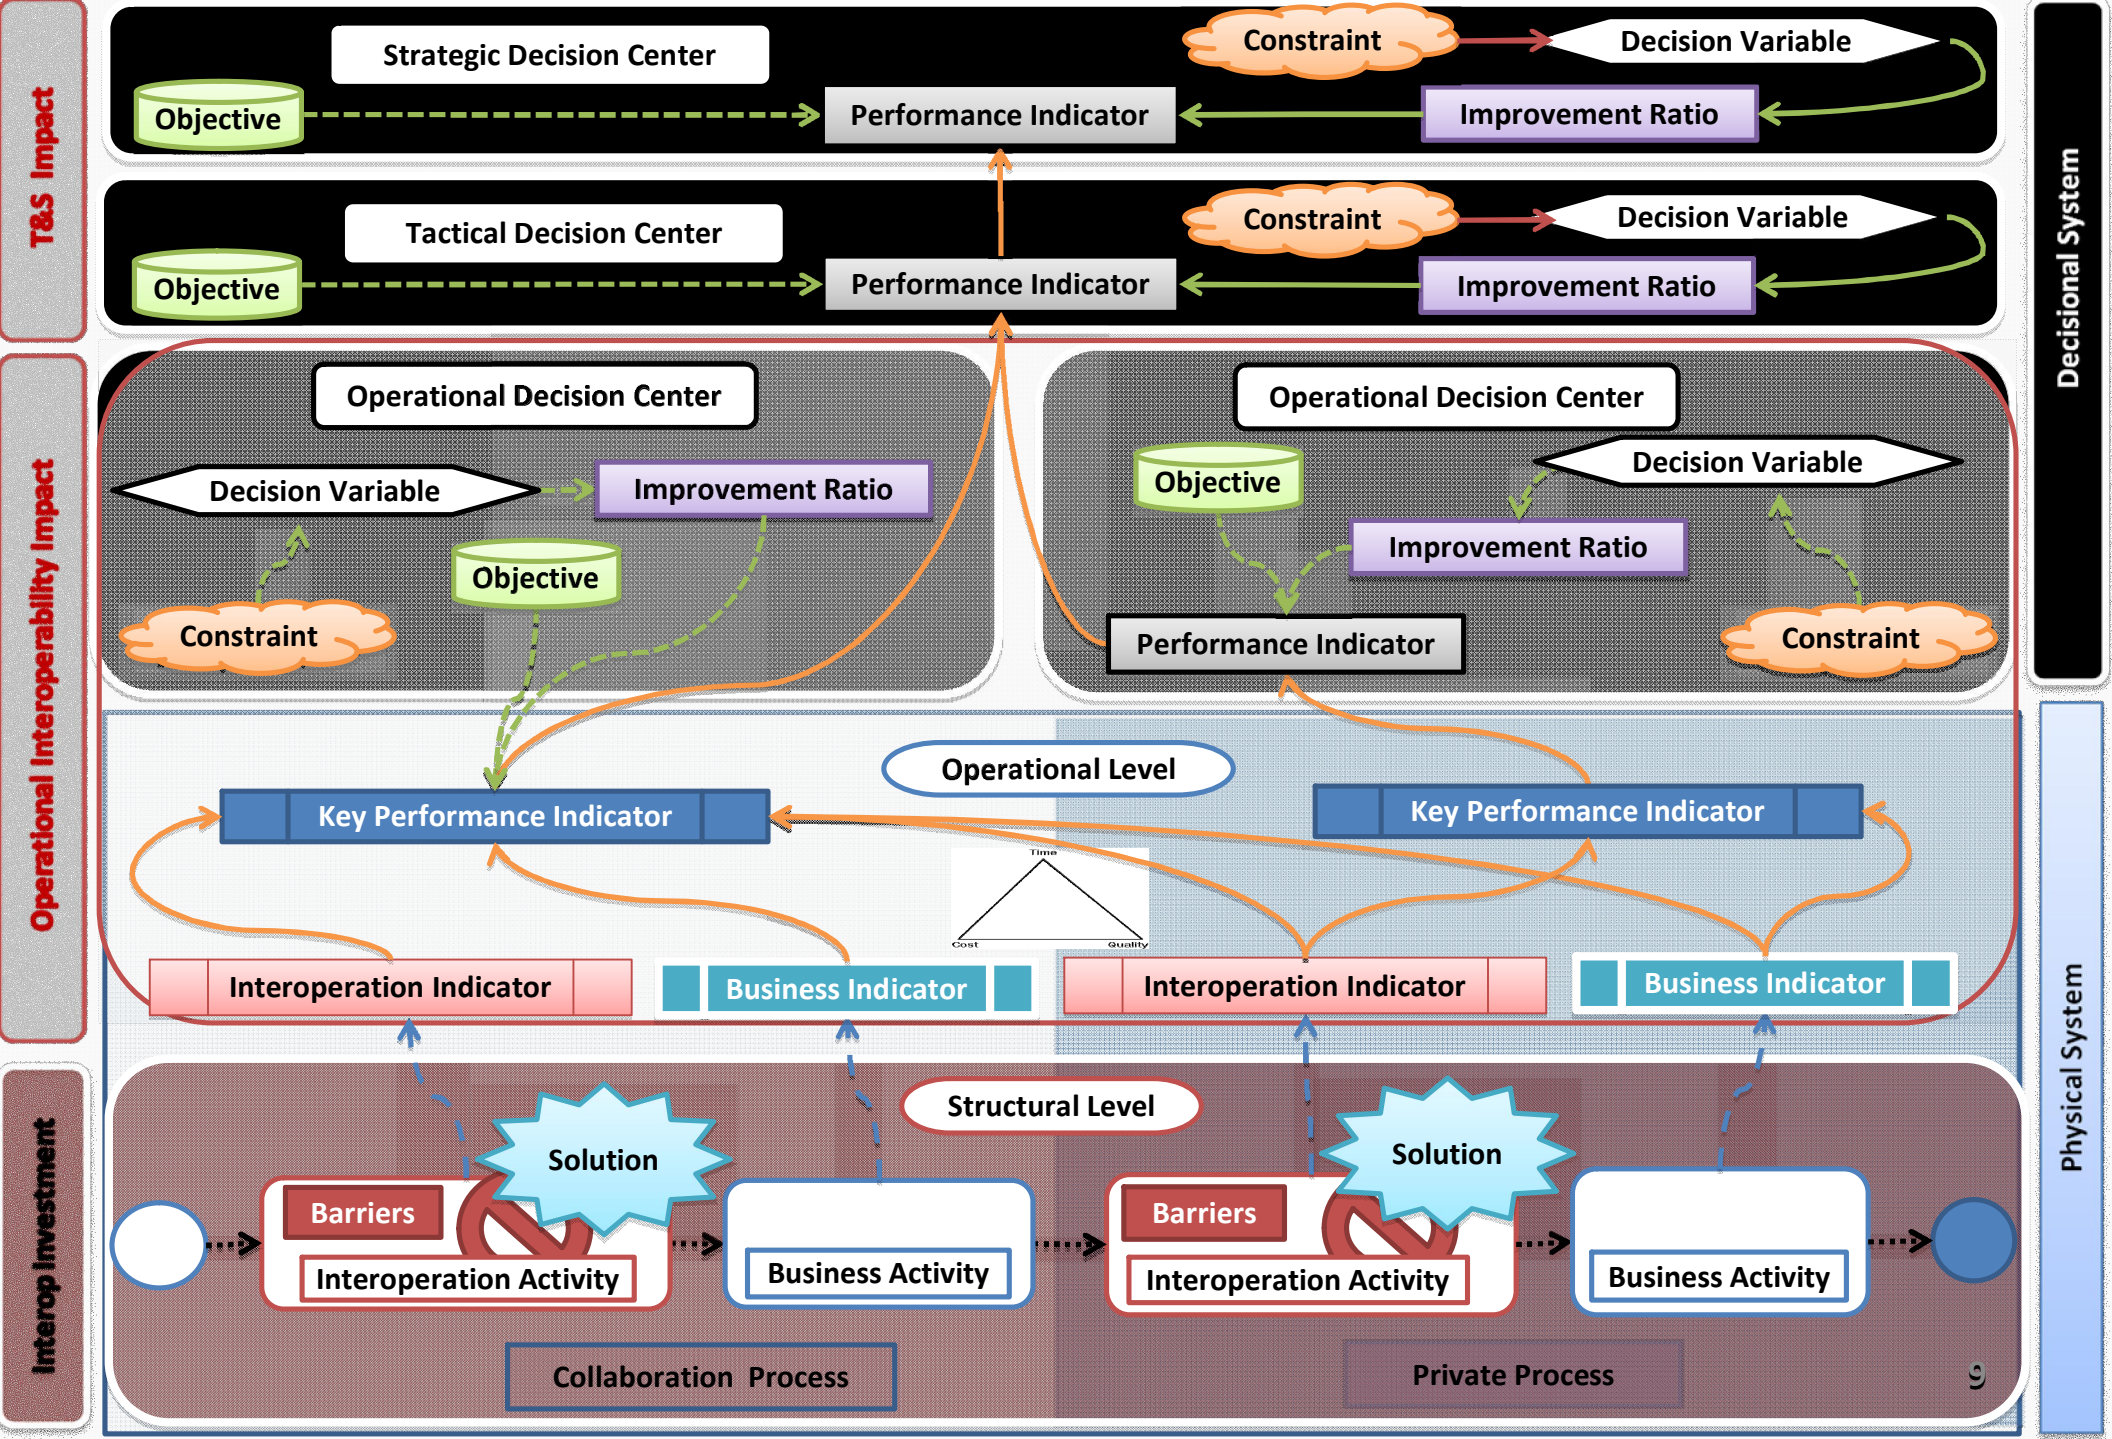 T&S Impact
Strategic Decision Center
Constraint
Decision Variable
Objective
Performance Indicator
Improvement Ratio
Tactical Decision Center
Constraint
Decision Variable
Objective
Performance Indicator
Improvement Ratio
Decisional System
Operational Interoperability Impact
Operational Decision Center
Decision Variable
Improvement Ratio
Objective
Constraint
Operational Decision Center
Objective
Decision Variable
Improvement Ratio
Performance Indicator
Constraint
Operational Level
Key Performance Indicator
Key Performance Indicator
Time
Cost
Quality
Interoperation Indicator
Business Indicator
Interoperation Indicator
Business Indicator
Physical System
Interop Investment
Structural Level
Solution
Barriers
Interoperation Activity
Business Activity
Solution
Barriers
Interoperation Activity
Business Activity
Collaboration Process
Private Process
9